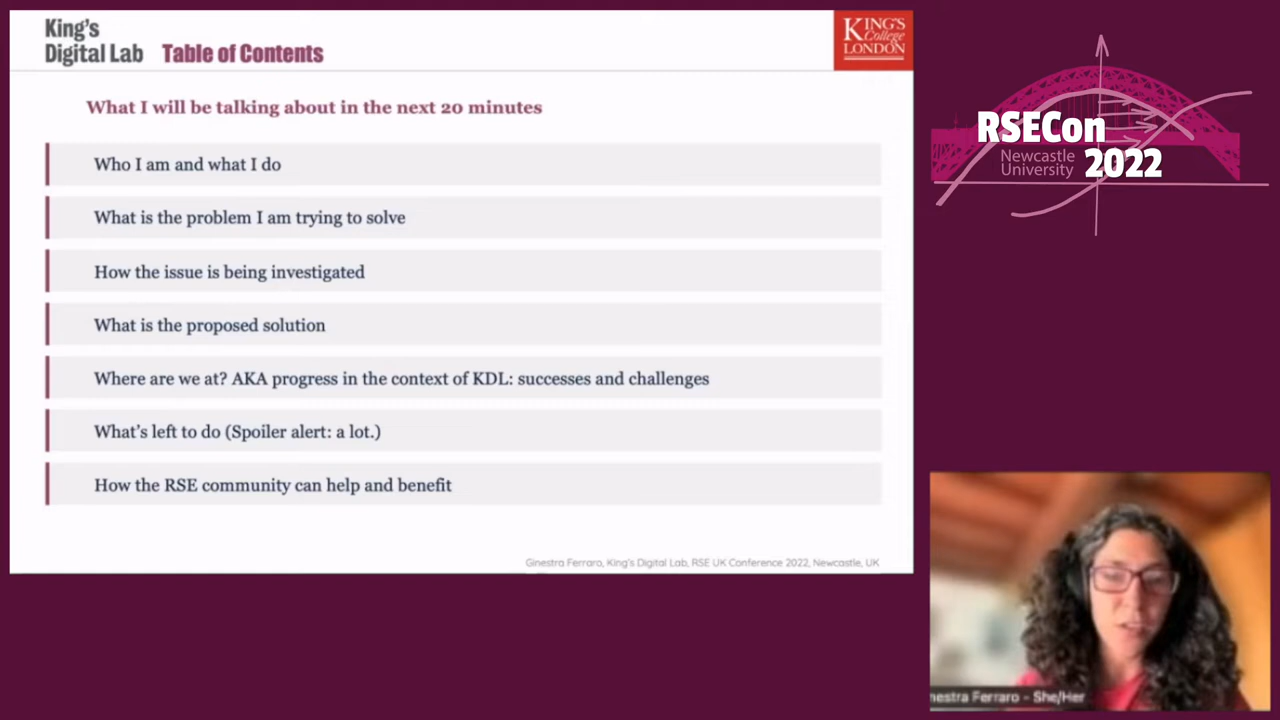 King's
Digital Lab
Table of Contents
KING'S
College
LONDON
What I will be talking about in the next 20 minutes
Who I am and what I do
What is the problem I am trying to solve
How the issue is being investigated
What is the proposed solution
Where are we at? AKA progress in the context of KDL: successes and challenges
What's left to do (Spoiler alert: a lot.)
How the RSE community can help and benefit
Ginestra Ferraro, King's Digital Lab, RSE UK Conference 2022, Newcastle, UK
RSECon
Newcastle
University
2022
nestra Ferraro - She/Her